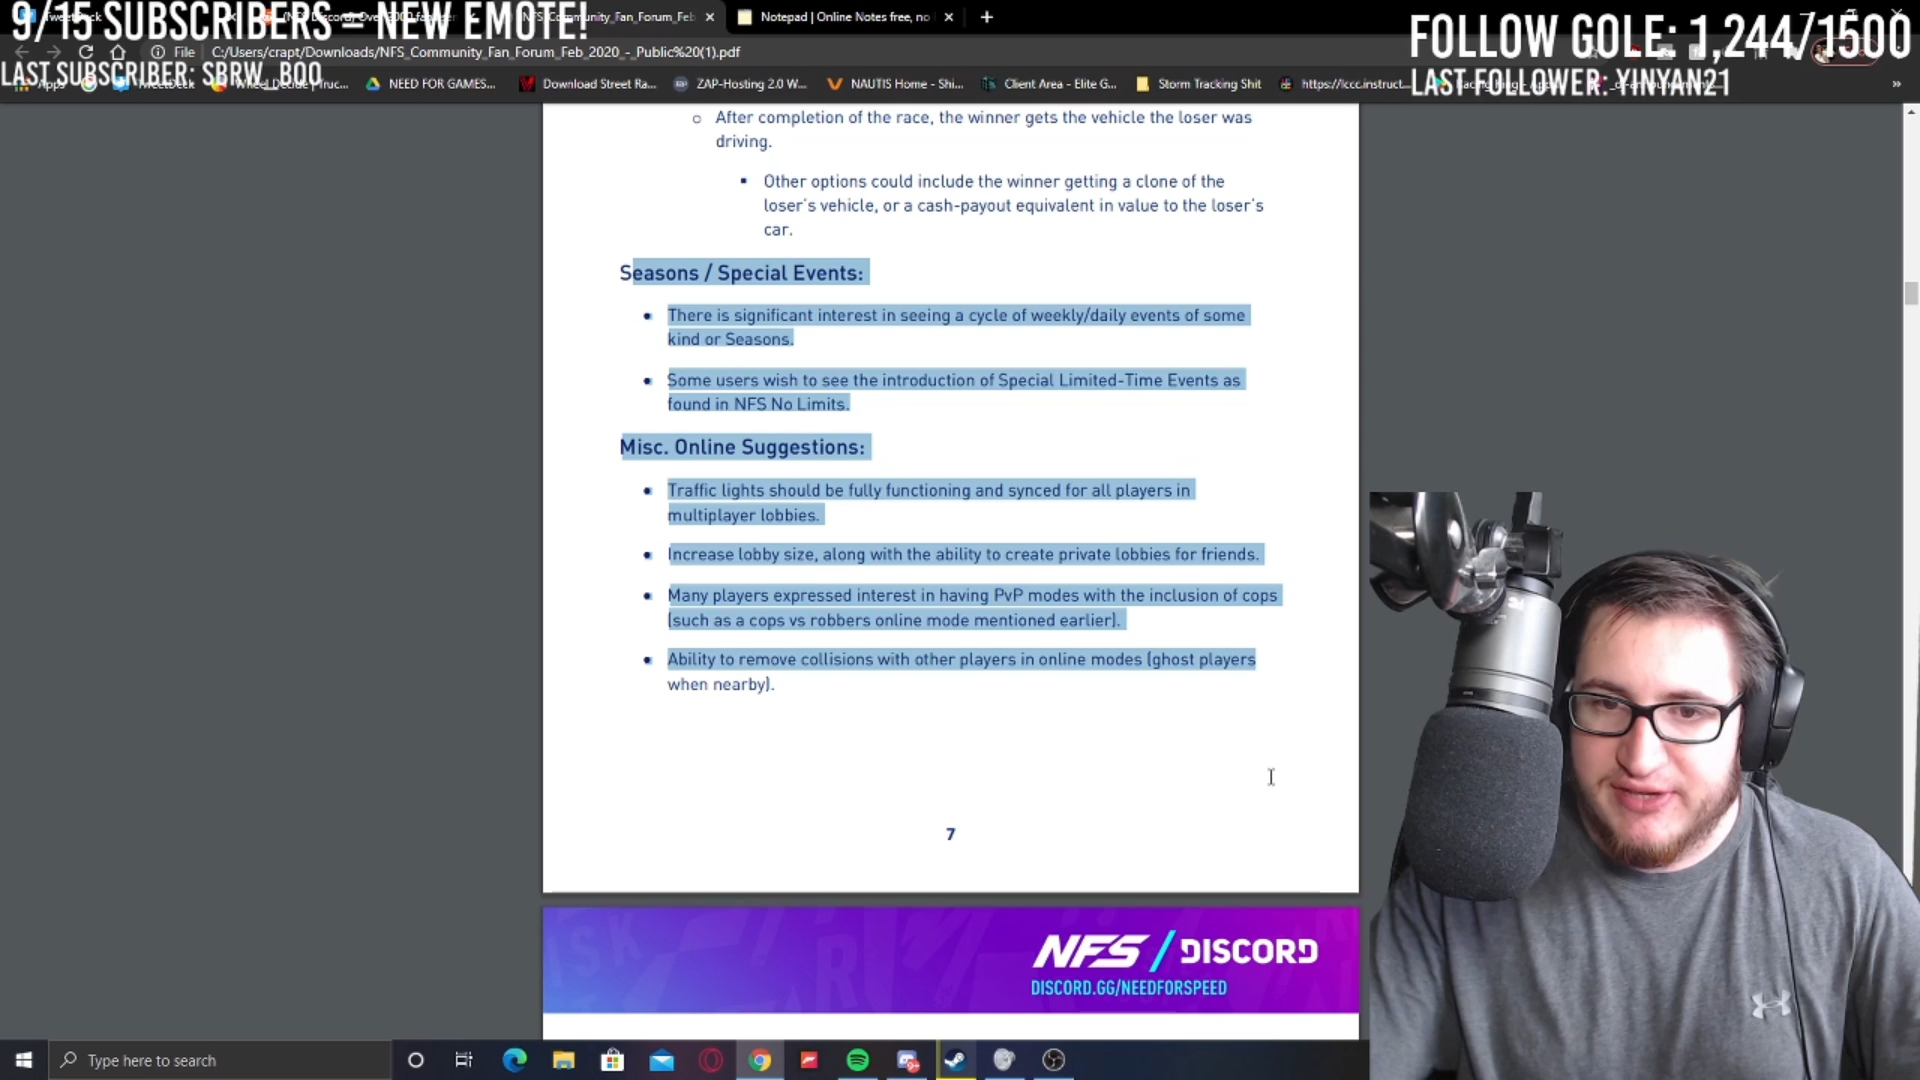 9/15 SUBSCRIBERS = NEW EMOTE!
FOLLOW GOLE: 1,244/1500
NFS_Community_Fan_Forum_Feb
Notepad | Online Notes free, no
File
C:/Users/crapt/Downloads/NFS_Community_Fan_Forum_Feb_2020_-_Public%20(1).pdf
LAST SUBSCRIBER: SBRW_BOO
LAST FOLLOWER: YINYAN21
Apps
TweetDeck
Wheel Decide | Truc...
NEED FOR GAMES...
Download Street Ra...
ZAP-Hosting 2.0 W...
NAUTIS Home - Shi...
Client Area - Elite G...
Storm Tracking Shit
https://lccc.instruct...
After completion of the race, the winner gets the vehicle the loser was
driving.
Other options could include the winner getting a clone of the
loser's vehicle, or a cash-payout equivalent in value to the loser's
car.
Seasons / Special Events:
There is significant interest in seeing a cycle of weekly/daily events of some
kind or Seasons.
Some users wish to see the introduction of Special Limited-Time Events as
found in NFS No Limits.
Misc. Online Suggestions:
Traffic lights should be fully functioning and synced for all players in
multiplayer lobbies.
Increase lobby size, along with the ability to create private lobbies for friends.
Many players expressed interest in having PvP modes with the inclusion of cops
(such as a cops vs robbers online mode mentioned earlier).
Ability to remove collisions with other players in online modes (ghost players
when nearby).
7
NFS / DISCORD
DISCORD.GG/NEEDFORSPEED
Type here to search